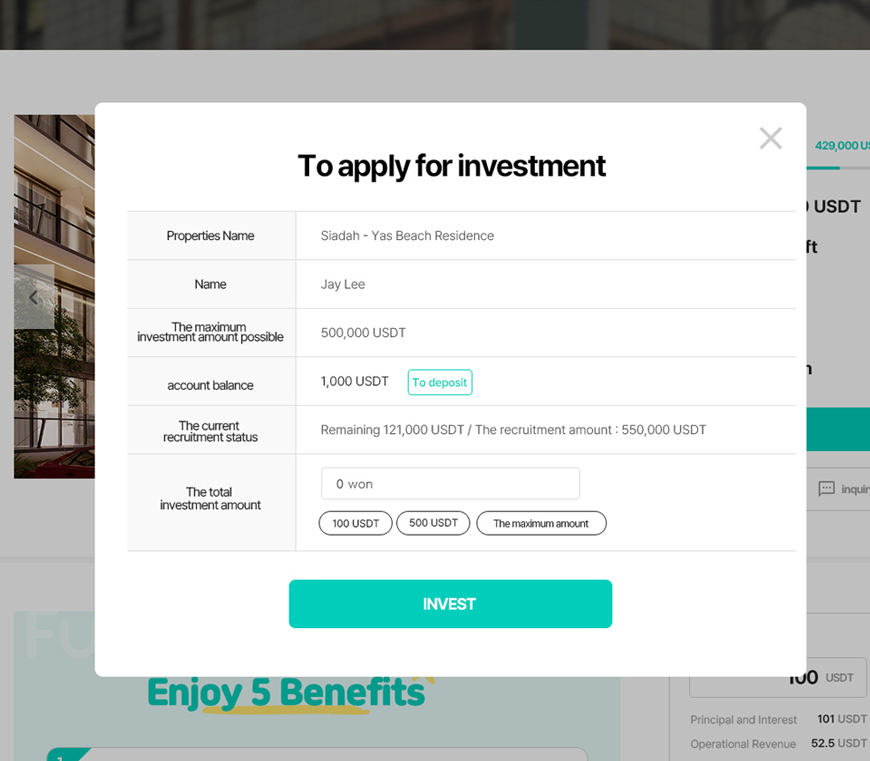 To apply for investment
Properties Name
Siadah - Yas Beach Residence
Name
Jay Lee
The maximum
investment amount possible
500,000 USDT
account balance
1,000 USDT
To deposit
The current
recruitment status
Remaining 121,000 USDT / The recruitment amount : 550,000 USDT
The total
investment amount
0 won
100 USDT
500 USDT
The maximum amount
INVEST
429,000 US
USDT
ft
inquir
FU
Enjoy 5 Benefits
1
100 USDT
Principal and Interest 101 USDT
Operational Revenue 52.5 USDT